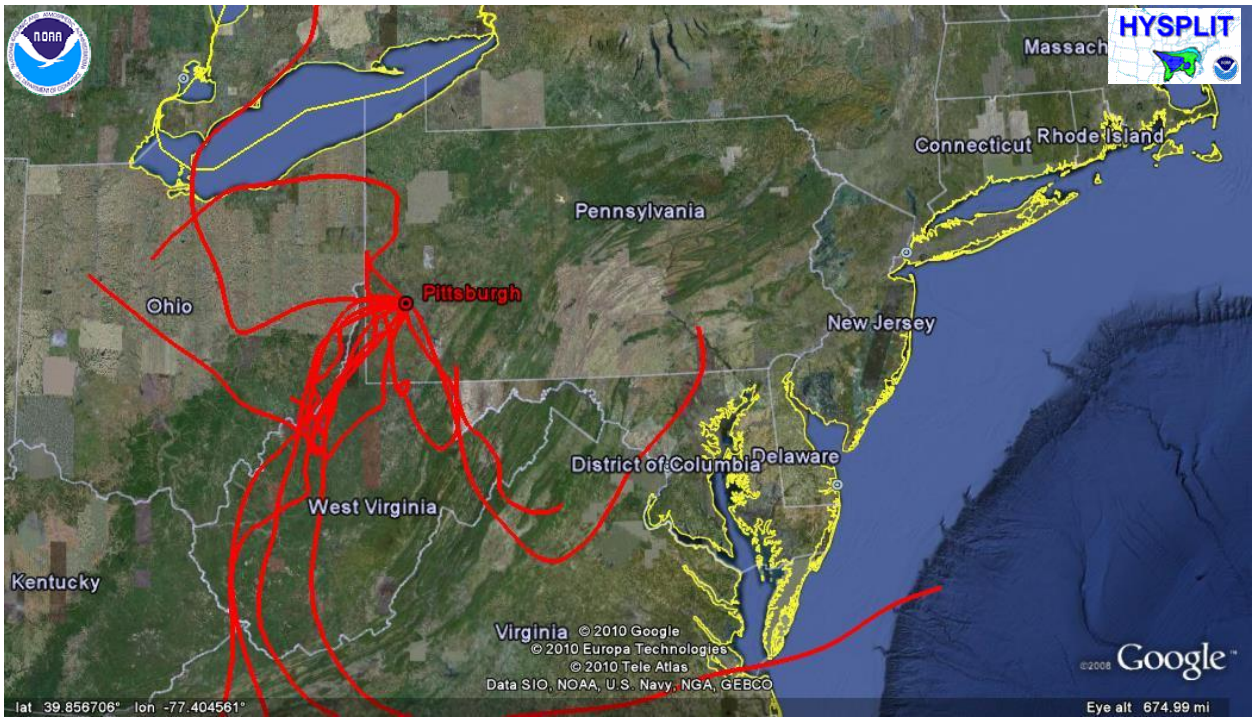 NOAA
HYSPLIT
Massach
Connecticut
Rhode Island
Pennsylvania
Pittsburgh
Ohio
New Jersey
District of Columbia
Delaware
West Virginia
Kentucky
Virginia
© 2010 Google
© 2010 Europa Technologies
© 2010 Tele Atlas
Data SIO, NOAA, U.S. Navy, NGA, GEBCO
©2008 Google™
lat 39.856706° lon -77.404561°
Eye alt 674.99 mi